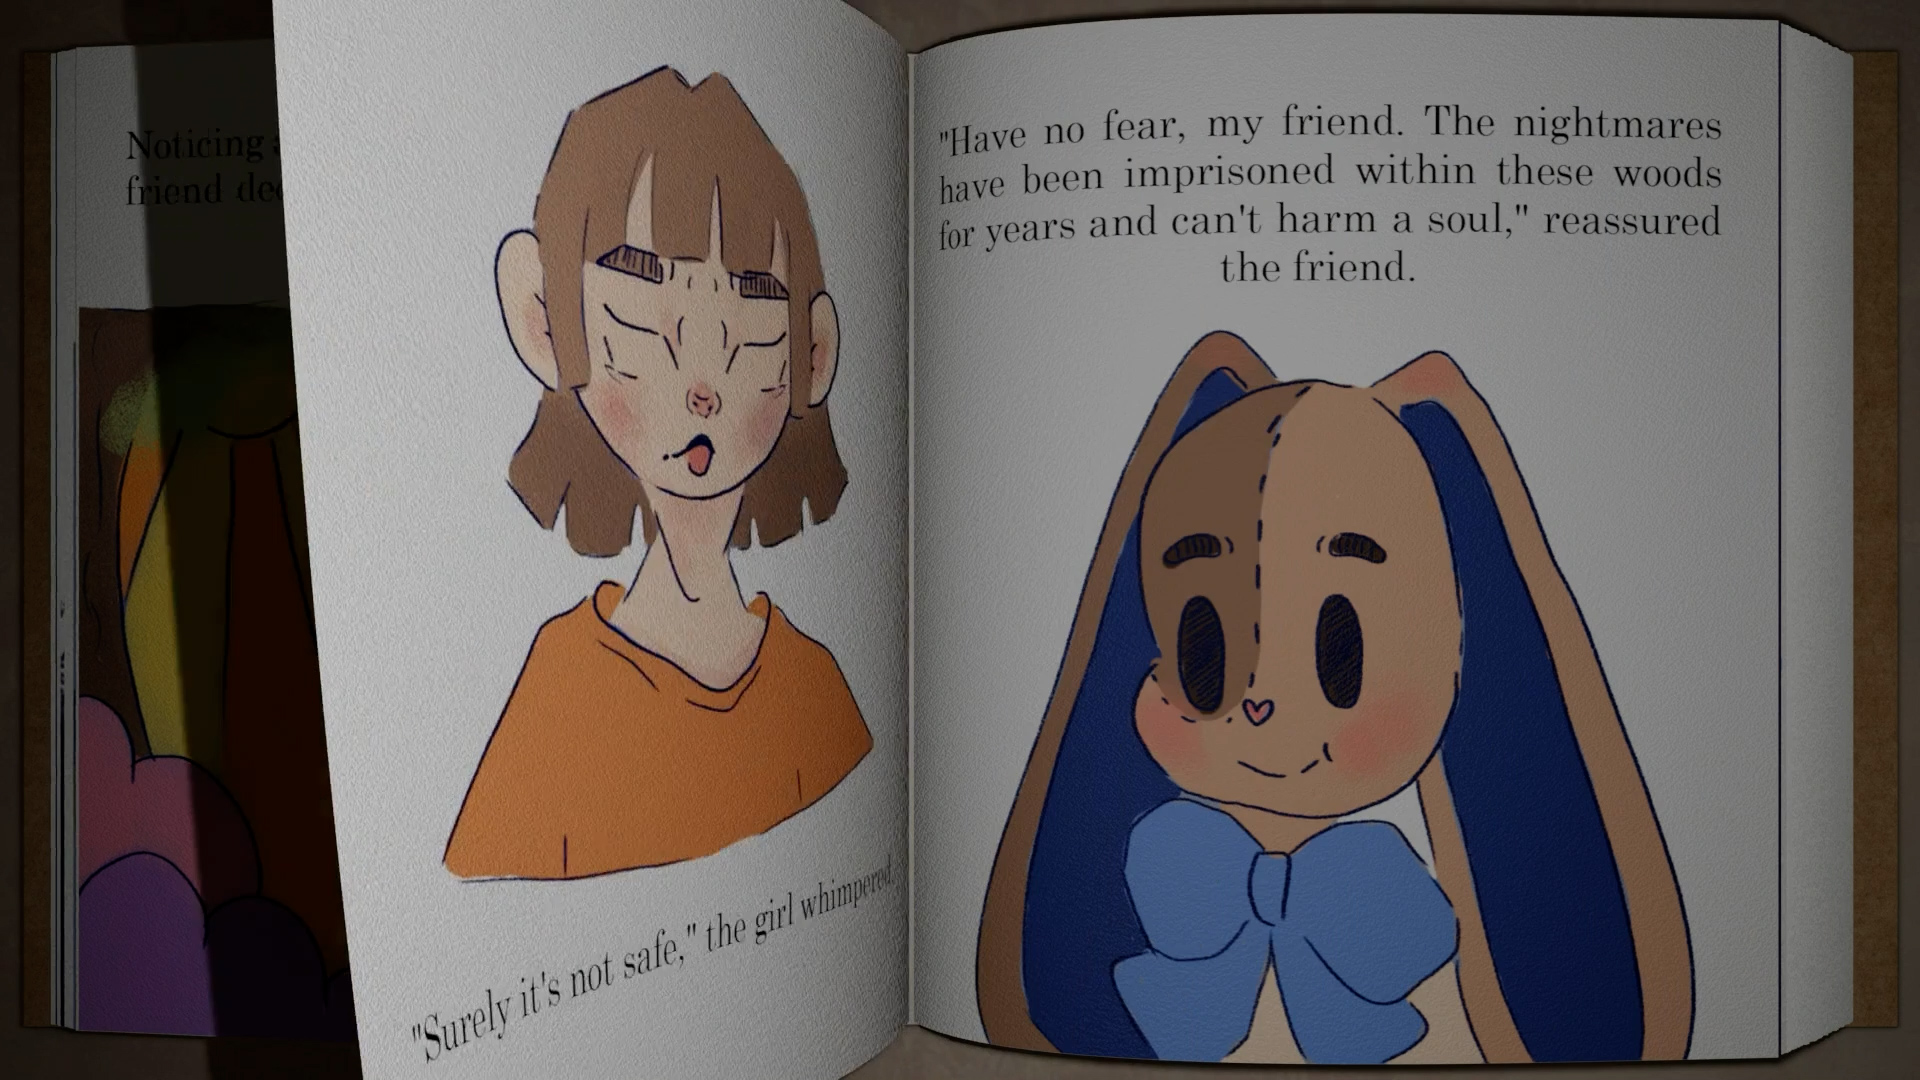 Noticing
friend
"Surely it's not safe," the girl whimpered.
"Have no fear, my friend. The nightmares
have been imprisoned within these woods
for years and can't harm a soul," reassured
the friend.